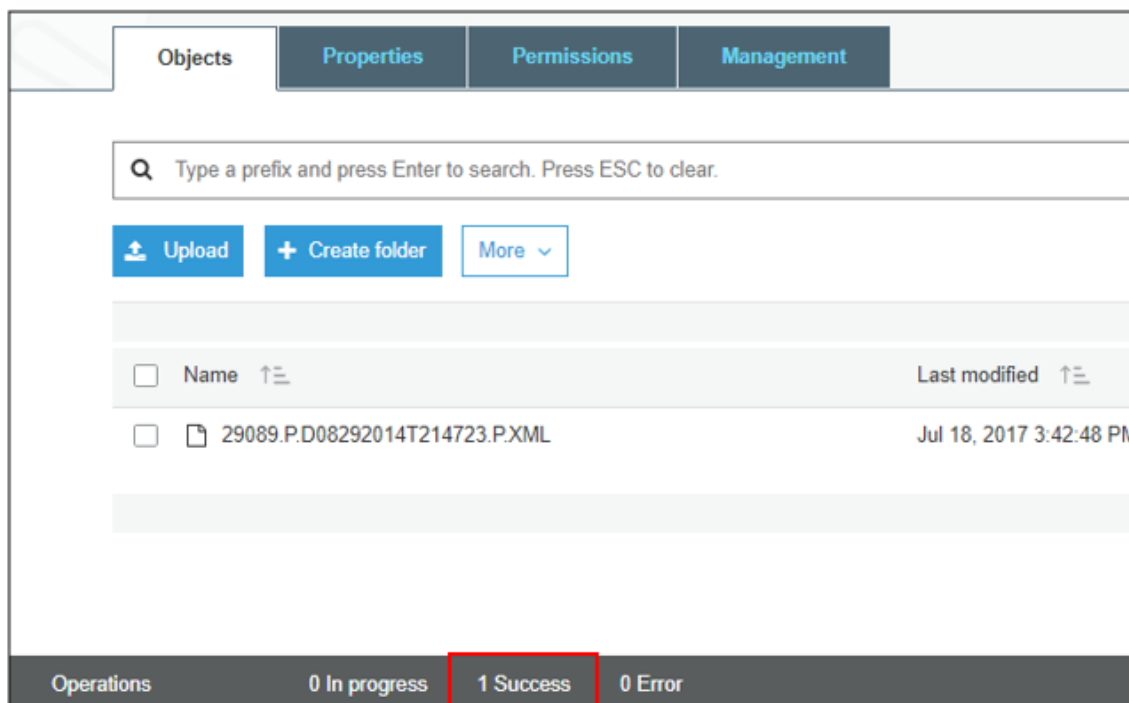 Objects Properties Permissions Management
Type a prefix and press Enter to search. Press ESC to clear.
Upload Create folder More
Name Last modified
29089.P.D08292014T214723.P.XML Jul 18, 2017 3:42:48 PM
Operations 0 In progress 1 Success 0 Error